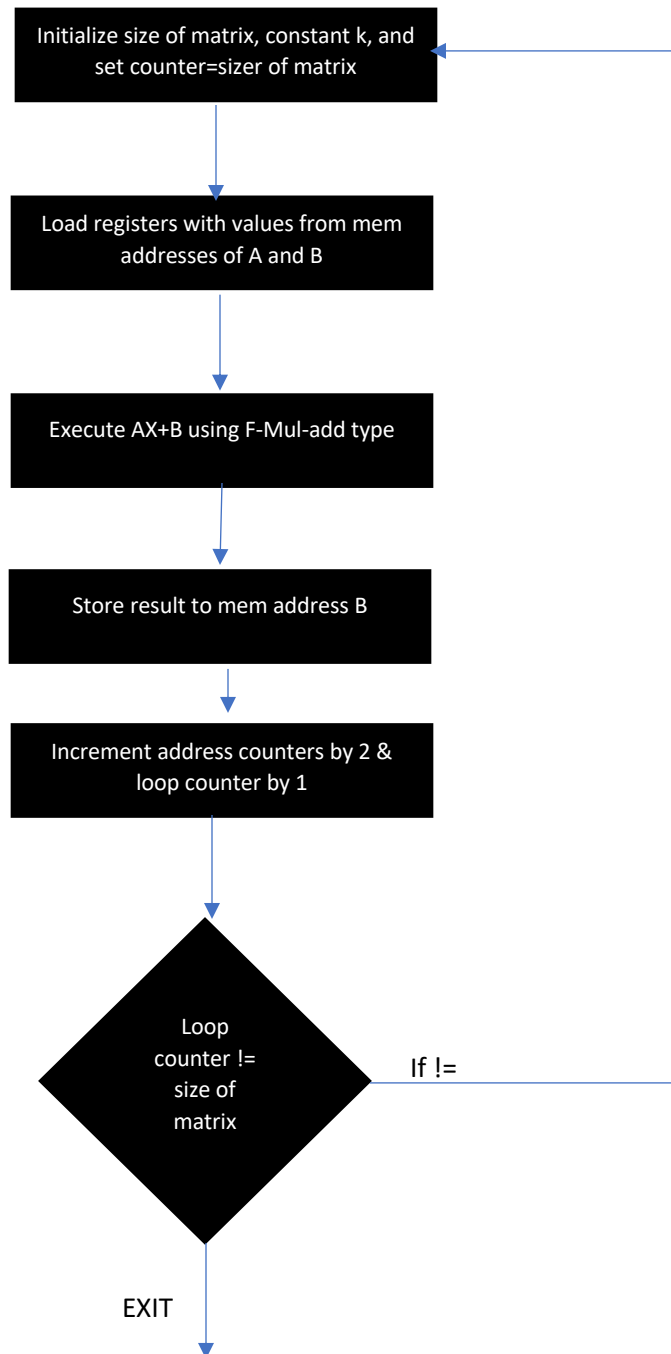 Initialize size of matrix, constant k, and
set counter=sizer of matrix
Load registers with values from mem
addresses of A and B
Execute AX+B using F-Mul-add type
Store result to mem address B
Increment address counters by 2 &
loop counter by 1
Loop
counter !=
size of
matrix
If !=
EXIT